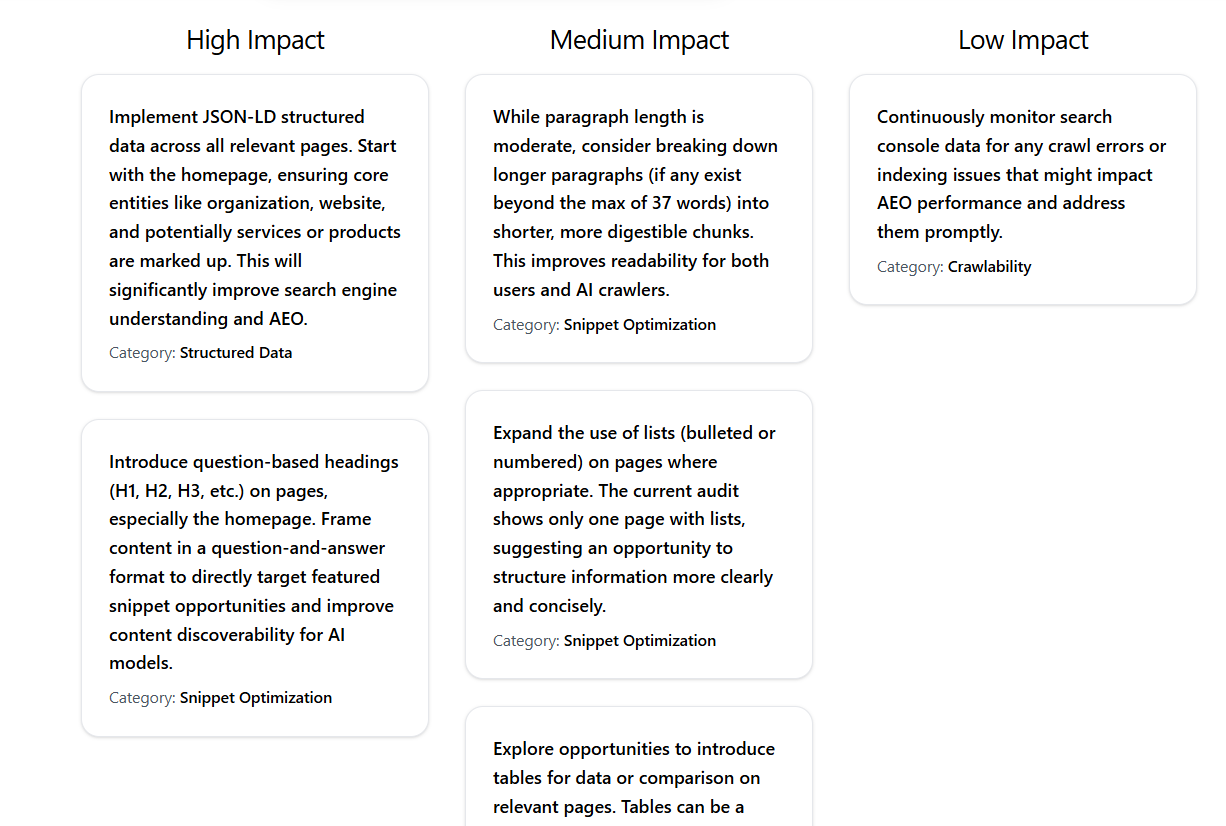 High Impact
Implement JSON-LD structured
data across all relevant pages. Start
with the homepage, ensuring core
entities like organization, website,
and potentially services or products
are marked up. This will
significantly improve search engine
understanding and AEO.
Category: Structured Data
Introduce question-based headings
(H1, H2, H3, etc.) on pages,
especially the homepage. Frame
content in a question-and-answer
format to directly target featured
snippet opportunities and improve
content discoverability for AI
models.
Category: Snippet Optimization
Medium Impact
While paragraph length is
moderate, consider breaking down
longer paragraphs (if any exist
beyond the max of 37 words) into
shorter, more digestible chunks.
This improves readability for both
users and AI crawlers.
Category: Snippet Optimization
Expand the use of lists (bulleted or
numbered) on pages where
appropriate. The current audit
shows only one page with lists,
suggesting an opportunity to
structure information more clearly
and concisely.
Category: Snippet Optimization
Explore opportunities to introduce
tables for data or comparison on
relevant pages. Tables can be a
Low Impact
Continuously monitor search
console data for any crawl errors or
indexing issues that might impact
AEO performance and address
them promptly.
Category: Crawlability